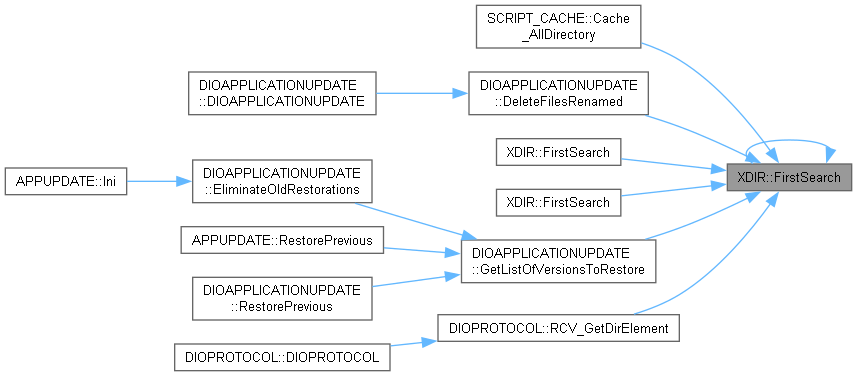 SCRIPT_CACHE::Cache
_AllDirectory
DIOAPPLICATIONUPDATE
::DIOAPPLICATIONUPDATE
DIOAPPLICATIONUPDATE
::DeleteFilesRenamed
XDIR::FirstSearch
XDIR::FirstSearch
APPUPDATE::Ini
DIOAPPLICATIONUPDATE
::EliminateOldRestorations
XDIR::FirstSearch
APPUPDATE::RestorePrevious
DIOAPPLICATIONUPDATE
::GetListOfVersionsToRestore
DIOAPPLICATIONUPDATE
::RestorePrevious
DIOPROTOCOL::RCV_GetDirElement
DIOPROTOCOL::DIOPROTOCOL